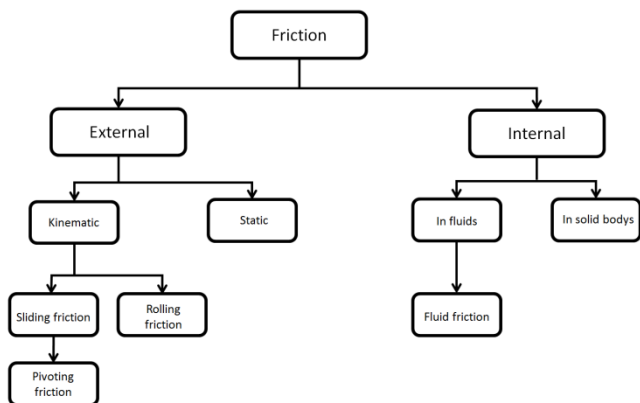 Friction
External
Internal
Kinematic
Static
In fluids
In solid bodys
Sliding friction
Rolling
friction
Fluid friction
Pivoting
friction